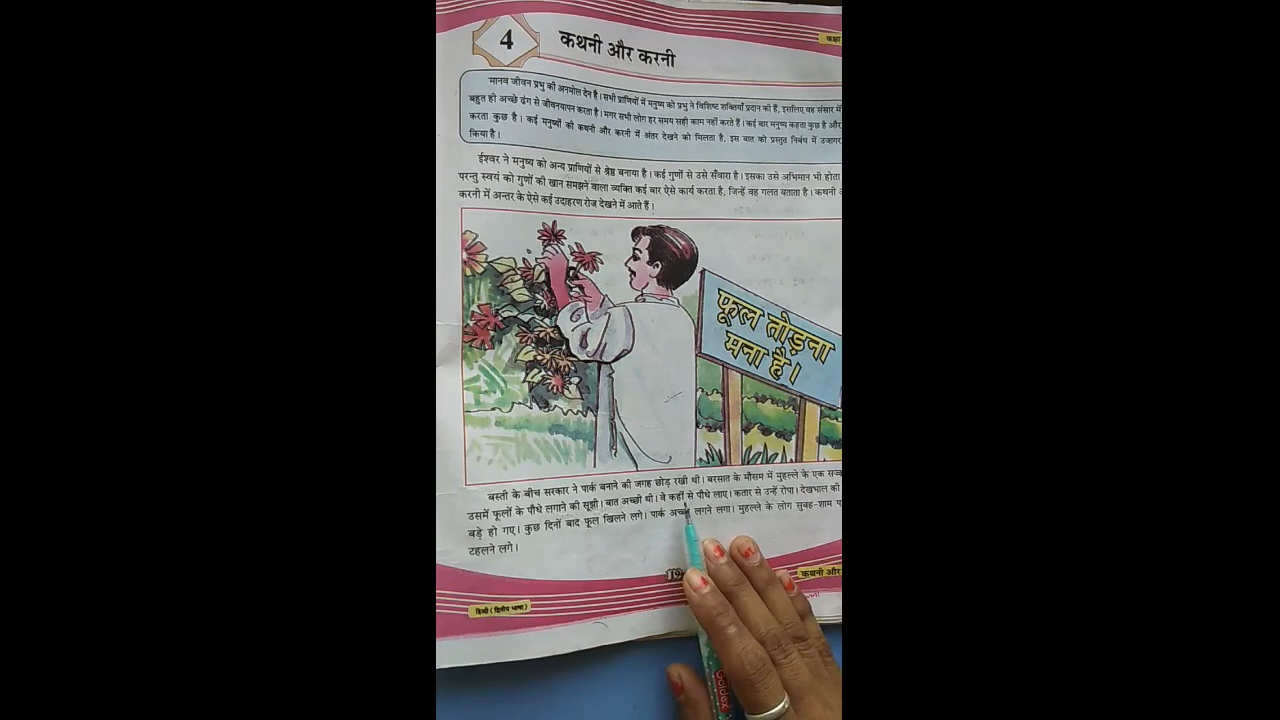 4
कथनी और करनी
कक्षा
मानव जीवन प्रभु की अनमोल देन है। सभी प्राणियों में मनुष्य को प्रभु ने विशिष्ट शक्तियाँ प्रदान की हैं, इसलिए वह संसार में
बहुत ही अच्छे ढंग से जीवनयापन करता है। मगर सभी लोग हर समय सही काम नहीं करते हैं। कई बार मनुष्य कहता कुछ है और
करता कुछ है। कई मनुष्यों की कथनी और करनी में अंतर देखने को मिलता है, इस बात को प्रस्तुत निबंध में उजागर
किया है।
ईश्वर ने मनुष्य को अन्य प्राणियों से श्रेष्ठ बनाया है। कई गुणों से उसे सँवारा है। इसका उसे अभिमान भी होता
परन्तु स्वयं को गुणों की खान समझने वाला व्यक्ति कई बार ऐसे कार्य करता है, जिन्हें वह गलत बताता है। कथनी
करनी में अन्तर के ऐसे कई उदाहरण रोज देखने में आते हैं।
फूल तोड़ना
मना है।
बस्ती के बीच सरकार ने पार्क बनाने की जगह छोड़ रखी थी। बरसात के मौसम में मुहल्ले के एक
उसमें फूलों के पौधे लगाने की सूझी। बात अच्छी थी। वे कहीं से पौधे लाए। कतार से उन्हें रोपा। देखभाल की
बड़े हो गए। कुछ दिनों बाद फूल खिलने लगे। पार्क अच्छा लगने लगा। मुहल्ले के लोग सुबह-शाम
टहलने लगे।
19
कथनी और
हिन्दी (द्वितीय भाषा)
Goldex